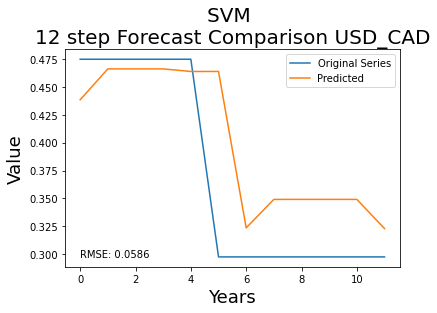 SVM
12 step Forecast Comparison USD_CAD
Original Series
Predicted
Value
0.475
0.450
0.425
0.400
0.375
0.350
0.325
0.300
RMSE: 0.0586
0 2 4 6 8 10
Years